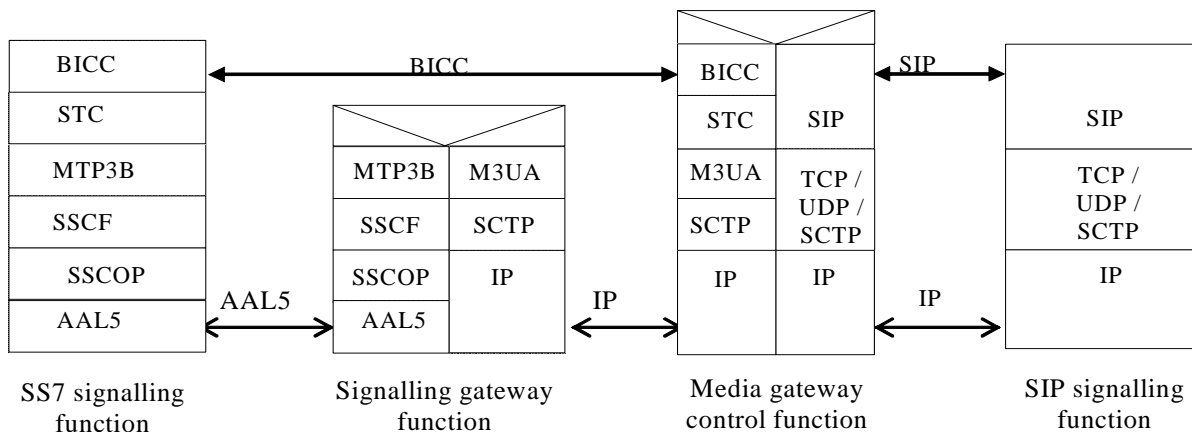 BICC
STC
MTP3B
SSCF
SSCOP
AAL5
SS7 signalling
function
BICC
AAL5
MTP3B
SSCF
SSCOP
AAL5
M3UA
SCTP
IP
Signalling gateway
function
IP
BICC
STC
M3UA
SCTP
IP
SIP
TCP /
UDP /
SCTP
IP
Media gateway
control function
SIP
IP
SIP
TCP /
UDP /
SCTP
IP
SIP signalling
function